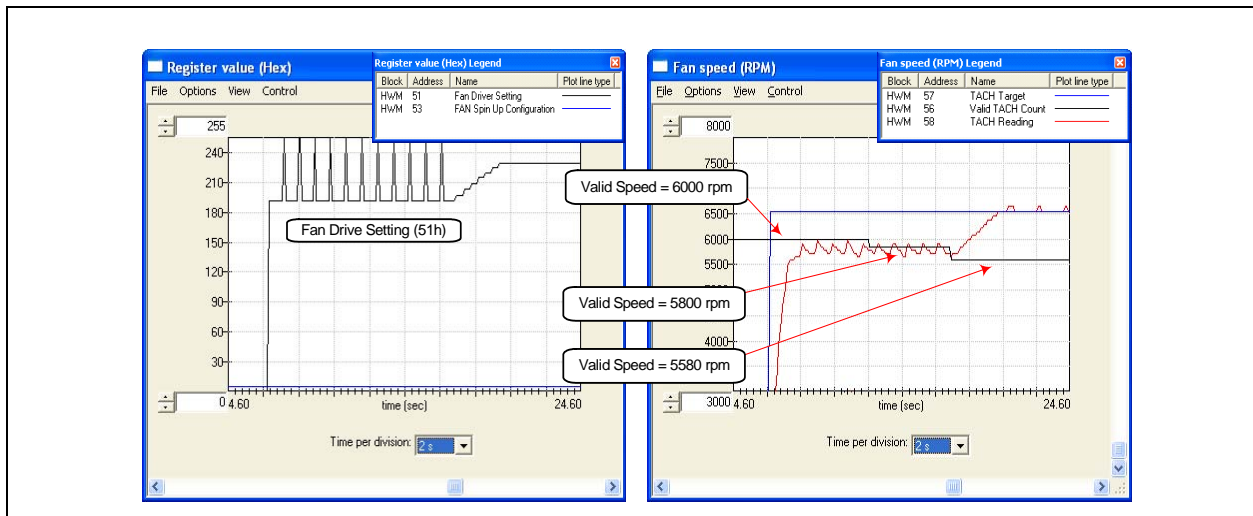 Register value (Hex)
File Options View Control
Register value (Hex) Legend
Block Address Name Plot line type
HWM 51 Fan Driver Setting
HWM 53 FAN Spin Up Configuration
255
240
210
180
150
120
90
60
30
0
4.60 time (sec) 24.60
Time per division: 2 s
Fan Drive Setting (51h)
Fan speed (RPM)
File Options View Control
Fan speed (RPM) Legend
Block Address Name Plot line type
HWM 57 TACH Target
HWM 56 Valid TACH Count
HWM 58 TACH Reading
8000
7500
6500
6000
5500
4000
3000
4.60 time (sec) 24.60
Time per division: 2 s
Valid Speed = 6000 rpm
Valid Speed = 5800 rpm
Valid Speed = 5580 rpm